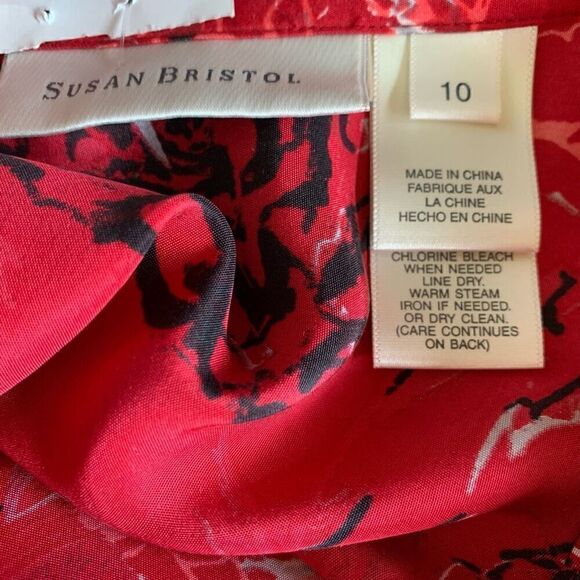 SUSAN BRISTOL
10
MADE IN CHINA
FABRIQUE AUX
LA CHINE
HECHO EN CHINE
CHLORINE BLEACH
WHEN NEEDED
LINE DRY.
WARM STEAM
IRON IF NEEDED.
OR DRY CLEAN.
(CARE CONTINUES
ON BACK)